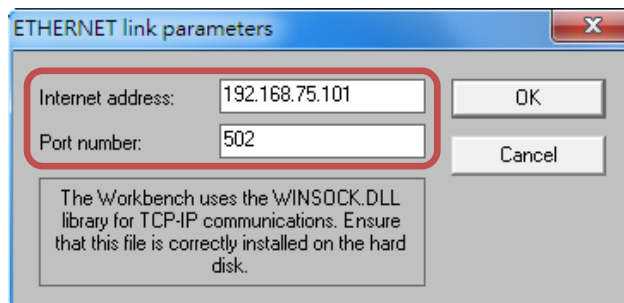 ETHERNET link parameters
Internet address: 192.168.75.101
OK
Port number: 502
Cancel
The Workbench uses the WINSOCK.DLL
library for TCP-IP communications. Ensure
that this file is correctly installed on the hard
disk.